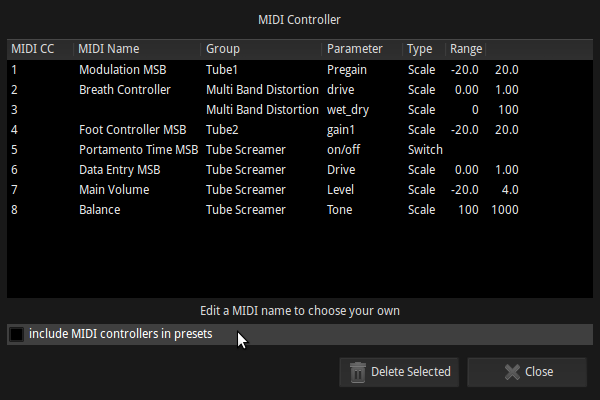 MIDI Controller
MIDI CC MIDI Name Group Parameter Type Range
1 Modulation MSB Tube1 Pregain Scale -20.0 20.0
2 Breath Controller Multi Band Distortion drive Scale 0.00 1.00
3 Multi Band Distortion wet_dry Scale 0 100
4 Foot Controller MSB Tube2 gain1 Scale -20.0 20.0
5 Portamento Time MSB Tube Screamer on/off Switch
6 Data Entry MSB Tube Screamer Drive Scale 0.00 1.00
7 Main Volume Tube Screamer Level Scale -20.0 4.0
8 Balance Tube Screamer Tone Scale 100 1000
Edit a MIDI name to choose your own
include MIDI controllers in presets
Delete Selected Close